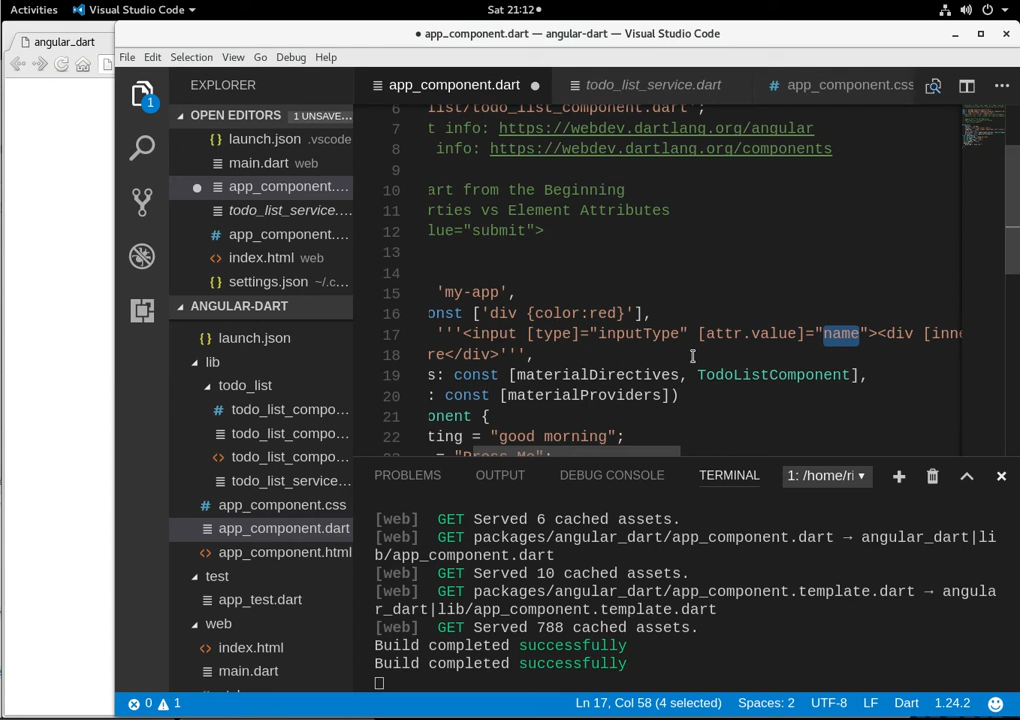 Activities Visual Studio Code Sat 21:12
angular_dart
app_component.dart — angular-dart — Visual Studio Code
File Edit Selection View Go Debug Help
EXPLORER
app_component.dart todo_list_service.dart # app_component.css
1
OPEN EDITORS 1 UNSAVE...
{} launch.json .vscode
main.dart web
app_component....
todo_list_service....
# app_component....
<> index.html web
{} settings.json ~/.c...
ANGULAR-DART
{} launch.json
lib
todo_list
# todo_list_compo...
todo_list_compo...
<> todo_list_compo...
todo_list_service...
# app_component.css
app_component.dart
<> app_component.html
test
app_test.dart
web
<> index.html
main.dart
6 list/todo_list_component.dart';
7 t info: https://webdev.dartlang.org/angular
8 info: https://webdev.dartlang.org/components
9
10 art from the Beginning
11 rties vs Element Attributes
12 lue="submit">
13
14
15 'my-app',
16 onst ['div {color:red}'],
17 '''<input [type]="inputType" [attr.value]="name"><div [inne
18 re</div>''',
19 s: const [materialDirectives, TodoListComponent],
20 : const [materialProviders])
21 onent {
22 ting = "good morning";
= "Press Me";
PROBLEMS OUTPUT DEBUG CONSOLE TERMINAL 1: /home/ri
[web] GET Served 6 cached assets.
[web] GET packages/angular_dart/app_component.dart → angular_dart|li
b/app_component.dart
[web] GET Served 10 cached assets.
[web] GET packages/angular_dart/app_component.template.dart → angula
r_dart|lib/app_component.template.dart
[web] GET Served 788 cached assets.
Build completed successfully
Build completed successfully
0 1 Ln 17, Col 58 (4 selected) Spaces: 2 UTF-8 LF Dart 1.24.2